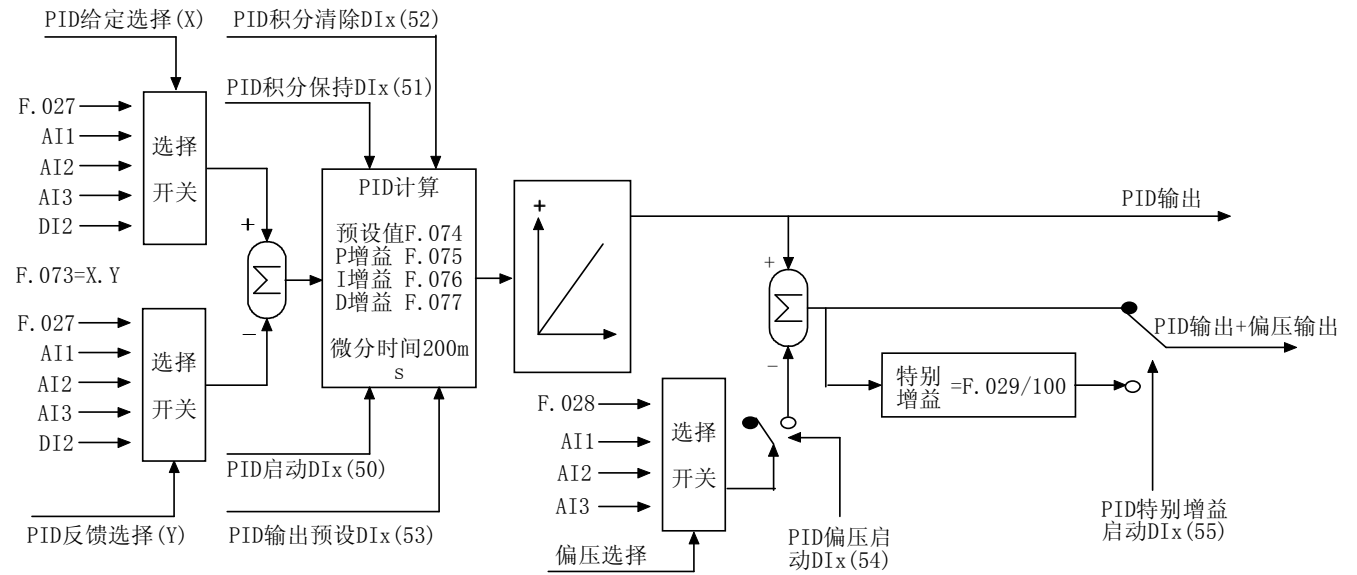 PID给定选择(X)
PID积分清除DIx(52)
PID积分保持DIx(51)
F.027
AI1
AI2
AI3
DI2
选择
开关
+
Σ
−
F.073=X.Y
F.027
AI1
AI2
AI3
DI2
选择
开关
PID反馈选择(Y)
PID计算
预设值F.074
P增益 F.075
I增益 F.076
D增益 F.077
微分时间200m
s
PID启动DIx(50)
PID输出预设DIx(53)
+
PID输出
+
Σ
−
F.028
AI1
AI2
AI3
选择
开关
偏压选择
PID偏压启
动DIx(54)
特别
增益
=F.029/100
PID输出+偏压输出
PID特别增益
启动DIx(55)